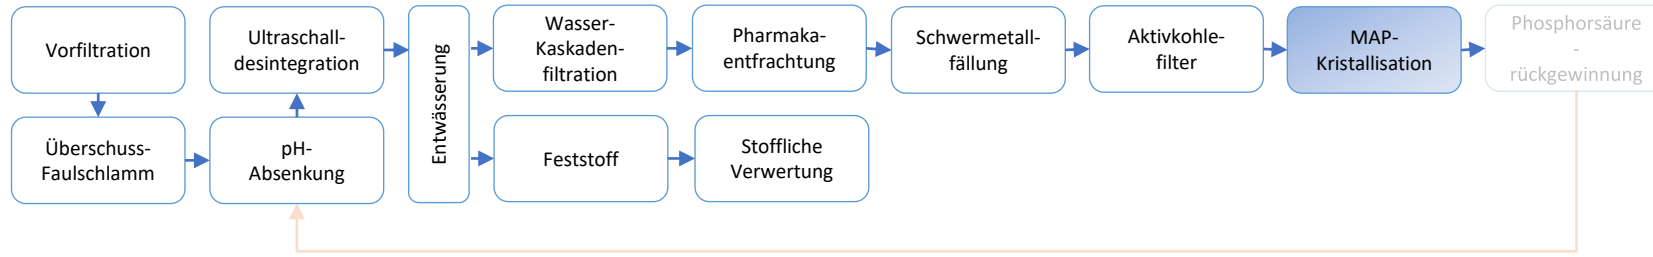 Vorfiltration
Überschuss-
Faulschlamm
pH-
Absenkung
Ultraschall-
desintegration
Entwässerung
Wasser-
Kaskaden-
filtration
Pharmaka-
entfrachtung
Schwermetall-
fällung
Aktivkohle-
filter
MAP-
Kristallisation
Phosphorsäure
-
rückgewinnung
Feststoff
Stoffliche
Verwertung